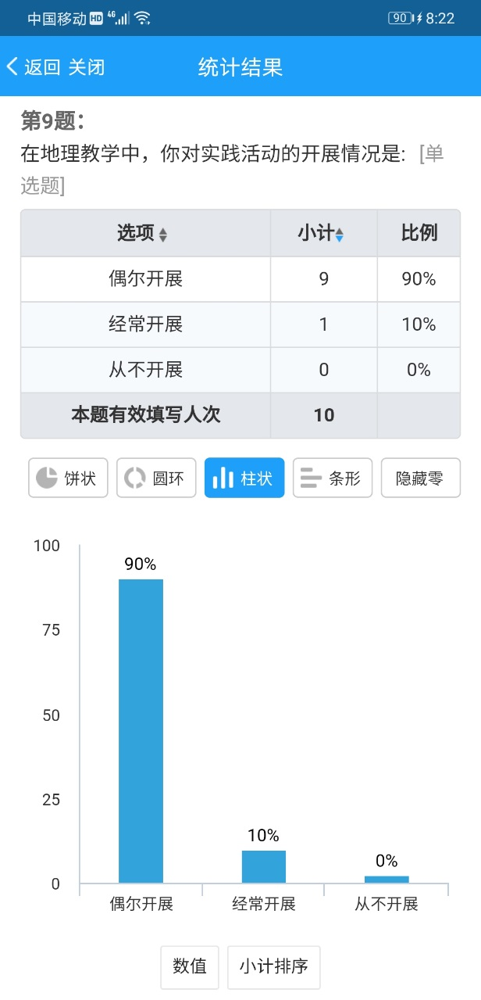 中国移动 HD 4G 90 8:22
返回 关闭 统计结果
第9题：
在地理教学中，你对实践活动的开展情况是: [单
选题]
选项 小计 比例
偶尔开展 9 90%
经常开展 1 10%
从不开展 0 0%
本题有效填写人次 10
饼状 圆环 柱状 条形 隐藏零
100
90%
75
50
25
10%
0%
0
偶尔开展 经常开展 从不开展
数值 小计排序